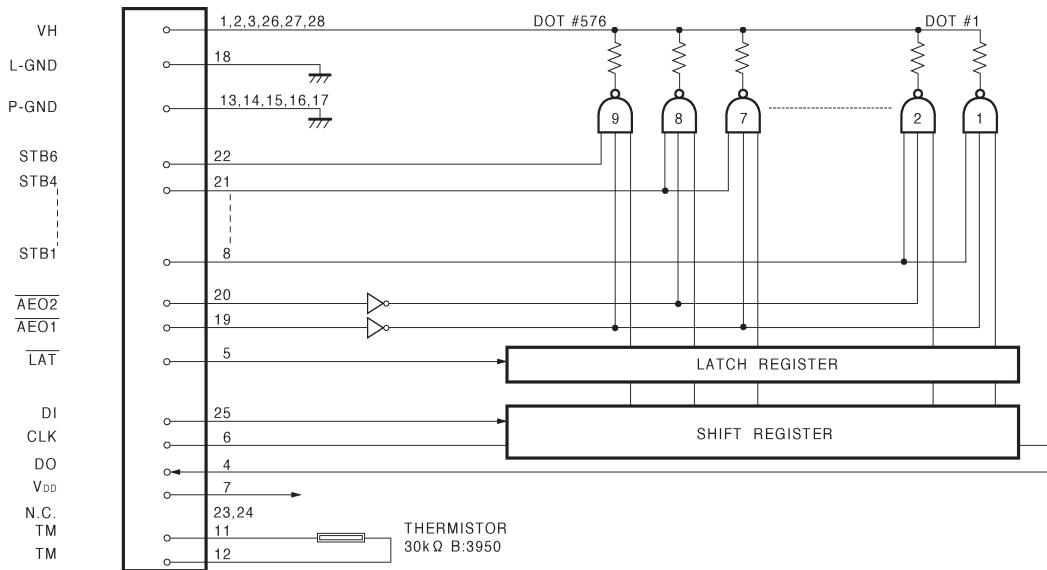 VH 1,2,3,26,27,28 DOT #576 DOT #1
L-GND 18
P-GND 13,14,15,16,17
9 8 7 2 1
STB6 22
STB4 21
STB1 8
AEO2 20
AEO1 19
LAT 5 LATCH REGISTER
DI 25
CLK 6 SHIFT REGISTER
DO 4
VDD 7
N.C. 23,24
TM 11 THERMISTOR
30kΩ B:3950
TM 12